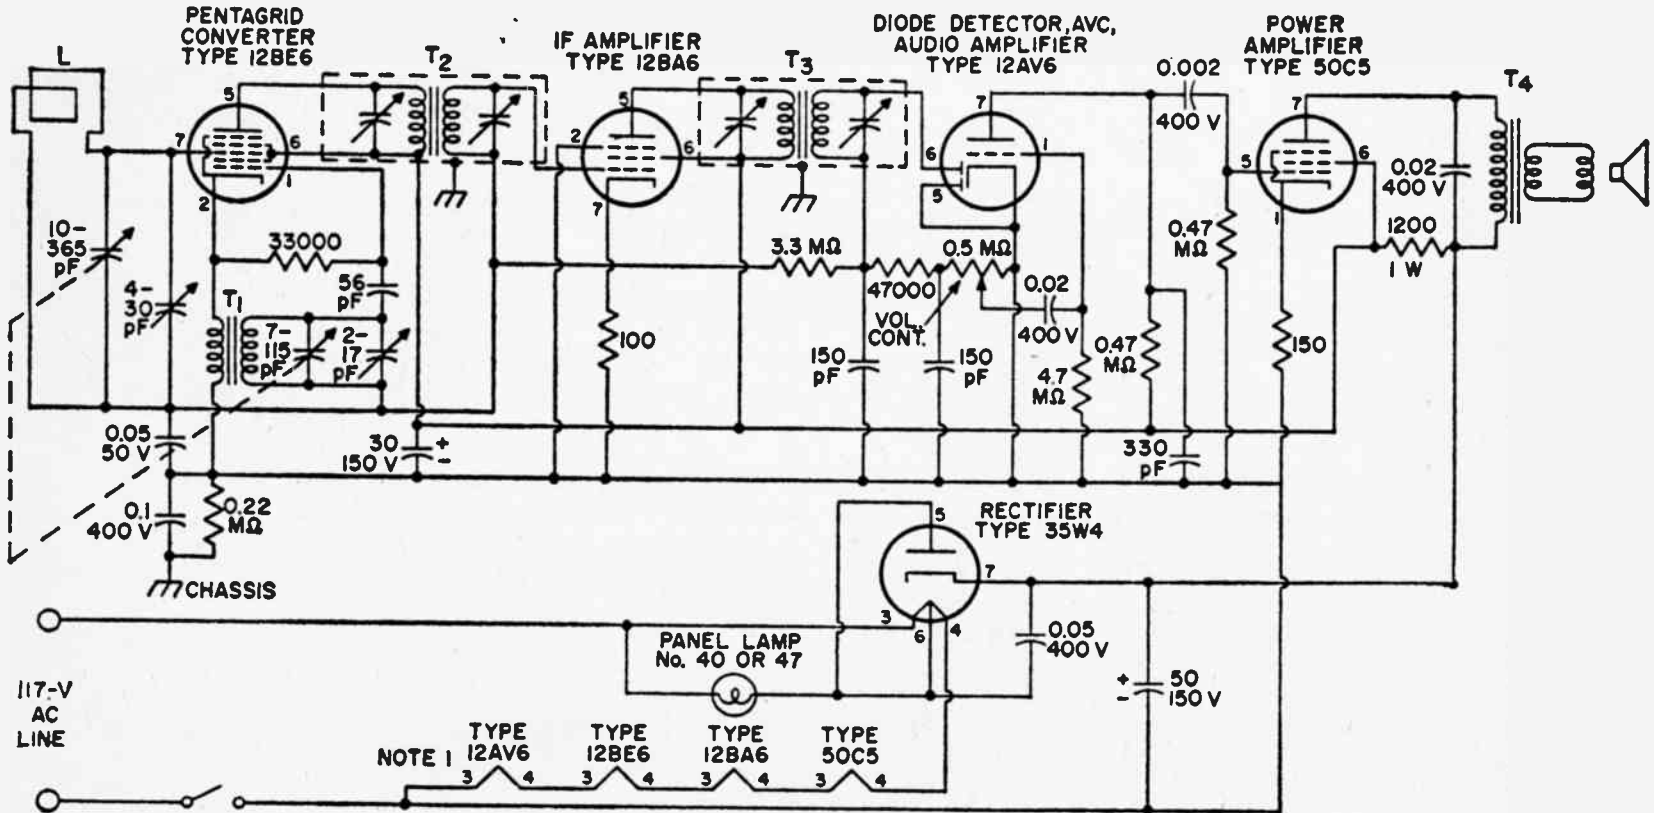 PENTAGRID
CONVERTER
TYPE 12BE6
L
T2
IF AMPLIFIER
TYPE 12BA6
T3
DIODE DETECTOR, AVC,
AUDIO AMPLIFIER
TYPE 12AV6
POWER
AMPLIFIER
TYPE 50C5
T4
0.002
400 V
5
7
6
1
2
5
2
6
7
7
6
5
1
7
5
6
1
10-
365
pF
4-
30
pF
33000
56
pF
T1
7-
115
pF
2-
17
pF
100
3.3 MΩ
47000
0.5 MΩ
VOL.
CONT.
0.02
400 V
150
pF
150
pF
4.7
MΩ
0.47
MΩ
330
pF
0.47
MΩ
150
0.02
400 V
1200
1 W
0.05
50 V
30
150 V
+
-
0.1
400 V
0.22
MΩ
CHASSIS
RECTIFIER
TYPE 35W4
5
7
3
6
4
0.05
400 V
+
-
50
150 V
PANEL LAMP
No. 40 OR 47
117-V
AC
LINE
NOTE 1
TYPE
12AV6
3 4
TYPE
12BE6
3 4
TYPE
12BA6
3 4
TYPE
50C5
3 4